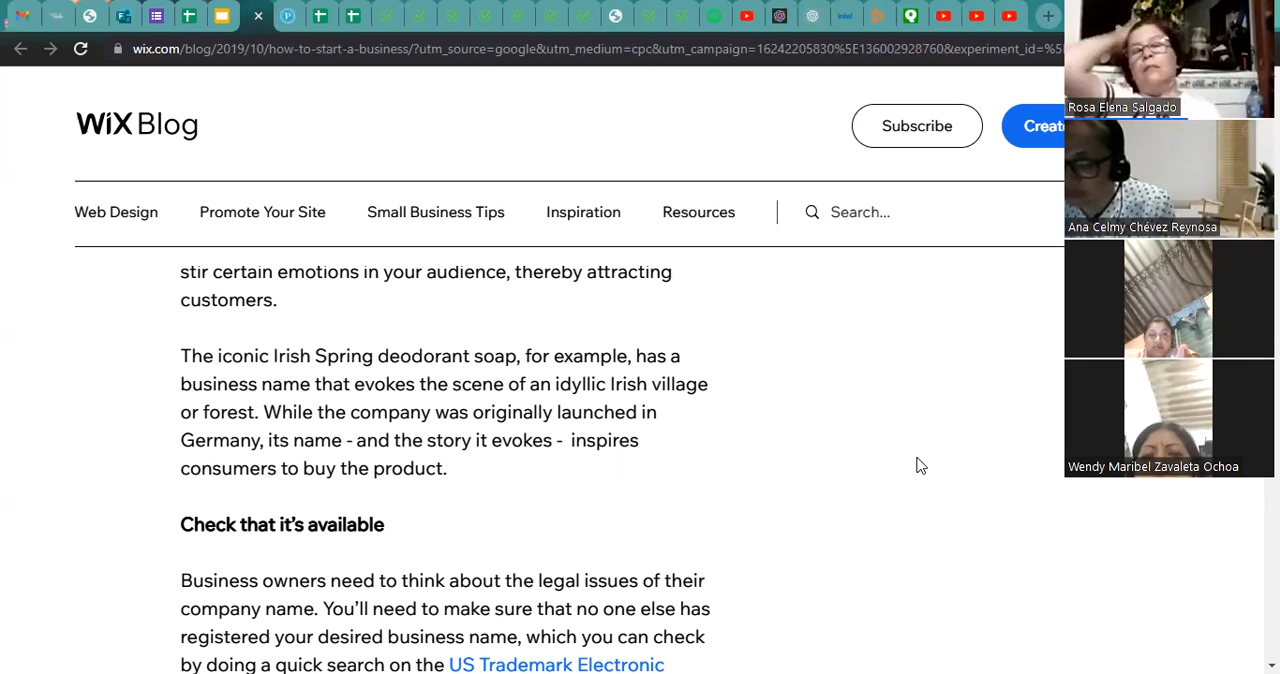 wix.com/blog/2019/10/how-to-start-a-business/?utm_source=google&utm_medium=cpc&utm_campaign=16242205830%5E136002928760&experiment_id=%5
WiX Blog
Subscribe
Create
Web Design
Promote Your Site
Small Business Tips
Inspiration
Resources
Search...
stir certain emotions in your audience, thereby attracting
customers.
The iconic Irish Spring deodorant soap, for example, has a
business name that evokes the scene of an idyllic Irish village
or forest. While the company was originally launched in
Germany, its name - and the story it evokes -  inspires
consumers to buy the product.
Check that it’s available
Business owners need to think about the legal issues of their
company name. You’ll need to make sure that no one else has
registered your desired business name, which you can check
by doing a quick search on the US Trademark Electronic
Rosa Elena Salgado
Ana Celmy Chévez Reynosa
Wendy Maribel Zavaleta Ochoa